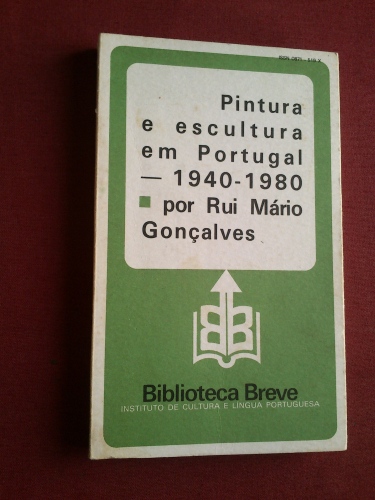 Pintura
e escultura
em Portugal
— 1940-1980
por Rui Mário
Gonçalves
Biblioteca Breve
INSTITUTO DE CULTURA E LÍNGUA PORTUGUESA